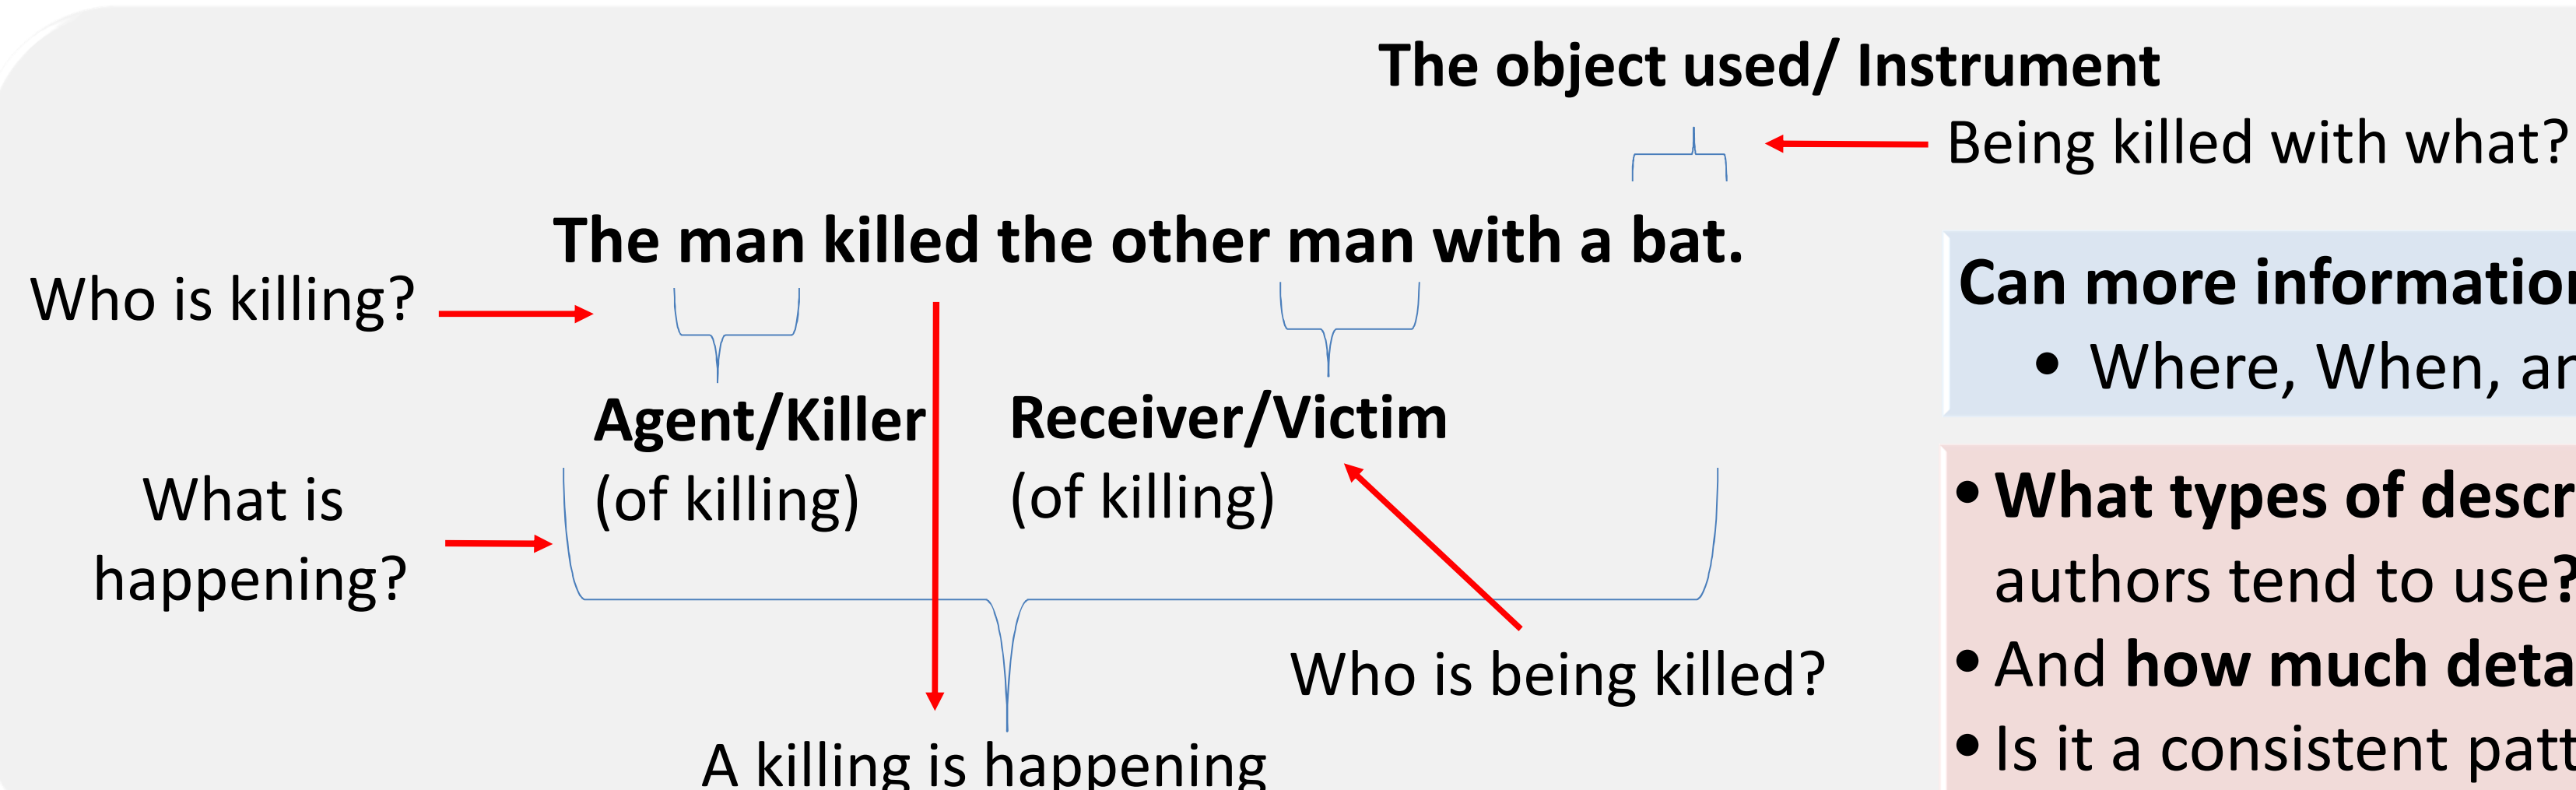 The object used/ Instrument
Being killed with what?
The man killed the other man with a bat.
Who is killing?
Agent/Killer
(of killing)
Receiver/Victim
(of killing)
What is
happening?
Who is being killed?
A killing is happening
Can more information
• Where, When, an
• What types of descr
authors tend to use?
• And how much deta
• Is it a consistent patt